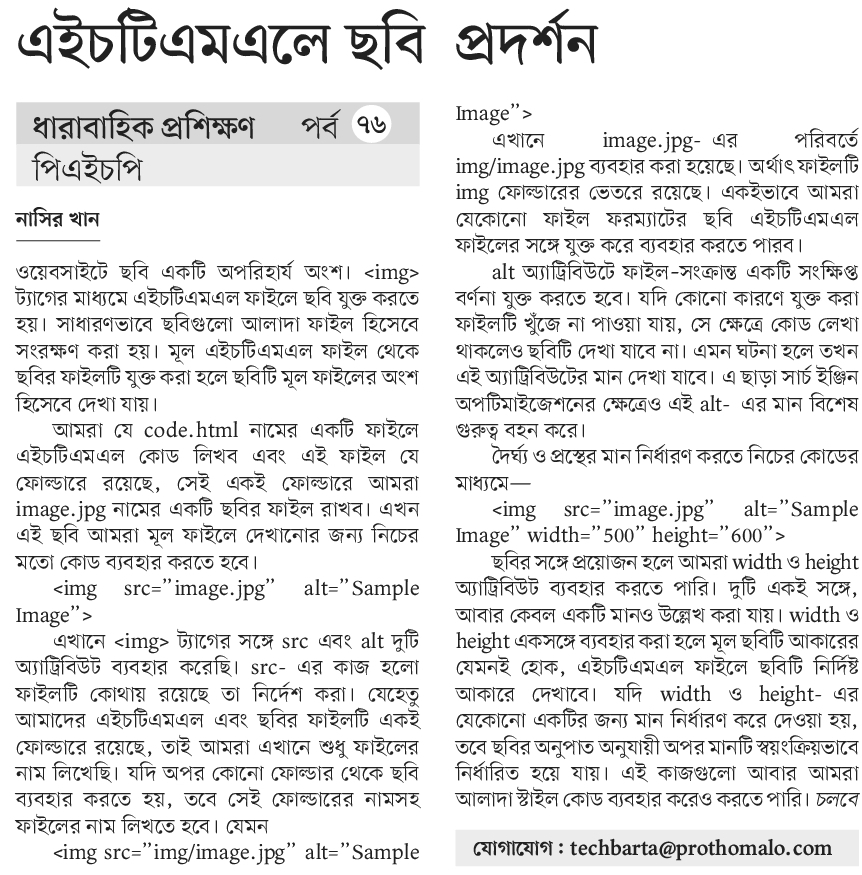 এইচটিএমএলে ছবি প্রদর্শন
ধারাবাহিক প্রশিক্ষণ পর্ব ৭৬
পিএইচপি
নাসির খান
ওয়েবসাইটে ছবি একটি অপরিহার্য অংশ। <img>
ট্যাগের মাধ্যমে এইচটিএমএল ফাইলে ছবি যুক্ত করতে
হয়। সাধারণভাবে ছবিগুলো আলাদা ফাইল হিসেবে
সংরক্ষণ করা হয়। মূল এইচটিএমএল ফাইল থেকে
ছবির ফাইলটি যুক্ত করা হলে ছবিটি মূল ফাইলের অংশ
হিসেবে দেখা যায়।
আমরা যে code.html নামের একটি ফাইলে
এইচটিএমএল কোড লিখব এবং এই ফাইল যে
ফোল্ডারে রয়েছে, সেই একই ফোল্ডারে আমরা
image.jpg নামের একটি ছবির ফাইল রাখব। এখন
এই ছবি আমরা মূল ফাইলে দেখানোর জন্য নিচের
মতো কোড ব্যবহার করতে হবে।
<img src=”image.jpg” alt=”Sample
Image”>
এখানে <img> ট্যাগের সঙ্গে src এবং alt দুটি
অ্যাট্রিবিউট ব্যবহার করেছি। src- এর কাজ হলো
ফাইলটি কোথায় রয়েছে তা নির্দেশ করা। যেহেতু
আমাদের এইচটিএমএল এবং ছবির ফাইলটি একই
ফোল্ডারে রয়েছে, তাই আমরা এখানে শুধু ফাইলের
নাম লিখেছি। যদি অপর কোনো ফোল্ডার থেকে ছবি
ব্যবহার করতে হয়, তবে সেই ফোল্ডারের নামসহ
ফাইলের নাম লিখতে হবে। যেমন
<img src=”img/image.jpg” alt=”Sample
Image”>
এখানে image.jpg- এর পরিবর্তে
img/image.jpg ব্যবহার করা হয়েছে। অর্থাৎ ফাইলটি
img ফোল্ডারের ভেতরে রয়েছে। একইভাবে আমরা
যেকোনো ফাইল ফরম্যাটের ছবি এইচটিএমএল
ফাইলের সঙ্গে যুক্ত করে ব্যবহার করতে পারব।
alt অ্যাট্রিবিউটে ফাইল-সংক্রান্ত একটি সংক্ষিপ্ত
বর্ণনা যুক্ত করতে হবে। যদি কোনো কারণে যুক্ত করা
ফাইলটি খুঁজে না পাওয়া যায়, সে ক্ষেত্রে কোড লেখা
থাকলেও ছবিটি দেখা যাবে না। এমন ঘটনা হলে তখন
এই অ্যাট্রিবিউটের মান দেখা যাবে। এ ছাড়া সার্চ ইঞ্জিন
অপটিমাইজেশনের ক্ষেত্রেও এই alt- এর মান বিশেষ
গুরুত্ব বহন করে।
দৈর্ঘ্য ও প্রস্থের মান নির্ধারণ করতে নিচের কোডের
মাধ্যমে—
<img src=”image.jpg” alt=”Sample
Image” width=”500” height=”600”>
ছবির সঙ্গে প্রয়োজন হলে আমরা width ও height
অ্যাট্রিবিউট ব্যবহার করতে পারি। দুটি একই সঙ্গে,
আবার কেবল একটি মানও উল্লেখ করা যায়। width ও
height একসঙ্গে ব্যবহার করা হলে মূল ছবিটি আকারের
যেমনই হোক, এইচটিএমএল ফাইলে ছবিটি নির্দিষ্ট
আকারে দেখাবে। যদি width ও height- এর
যেকোনো একটির জন্য মান নির্ধারণ করে দেওয়া হয়,
তবে ছবির অনুপাত অনুযায়ী অপর মানটি স্বয়ংক্রিয়ভাবে
নির্ধারিত হয়ে যায়। এই কাজগুলো আবার আমরা
আলাদা স্টাইল কোড ব্যবহার করেও করতে পারি। চলবে
যোগাযোগ : techbarta@prothomalo.com